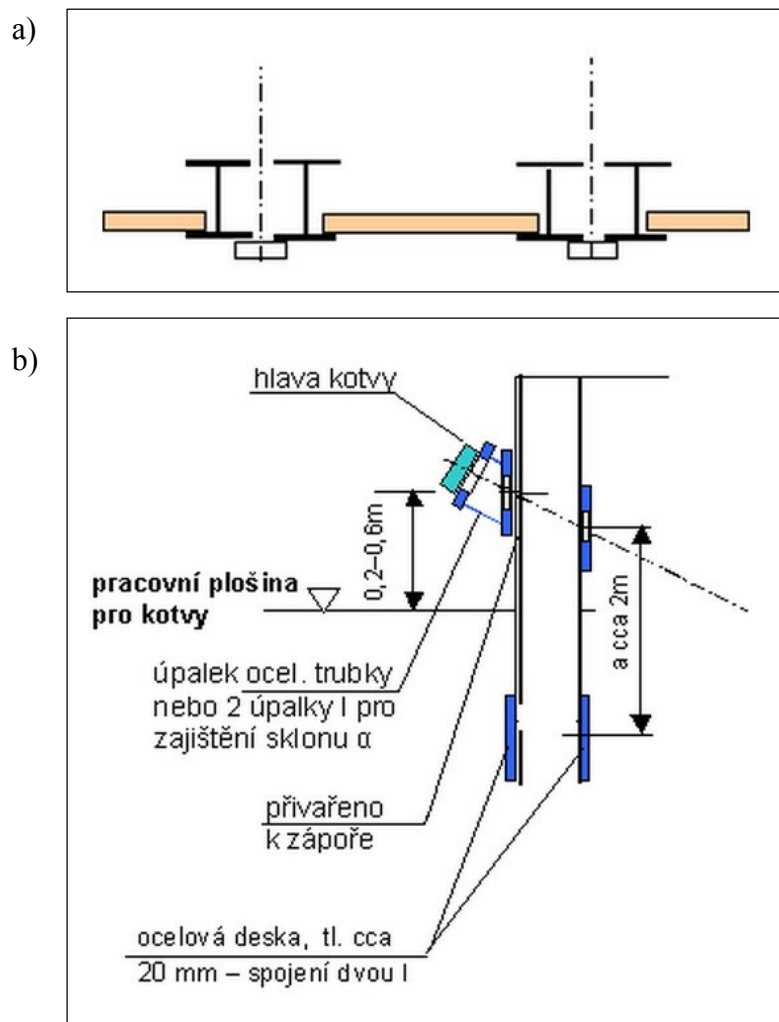 a)
b)
hlava kotvy
0,2–0,6m
pracovní plošina
pro kotvy
a cca 2m
úpalek ocel. trubky
nebo 2 úpalky I pro
zajištění sklonu α
přivařeno
k zápoře
ocelová deska, tl. cca
20 mm – spojení dvou I